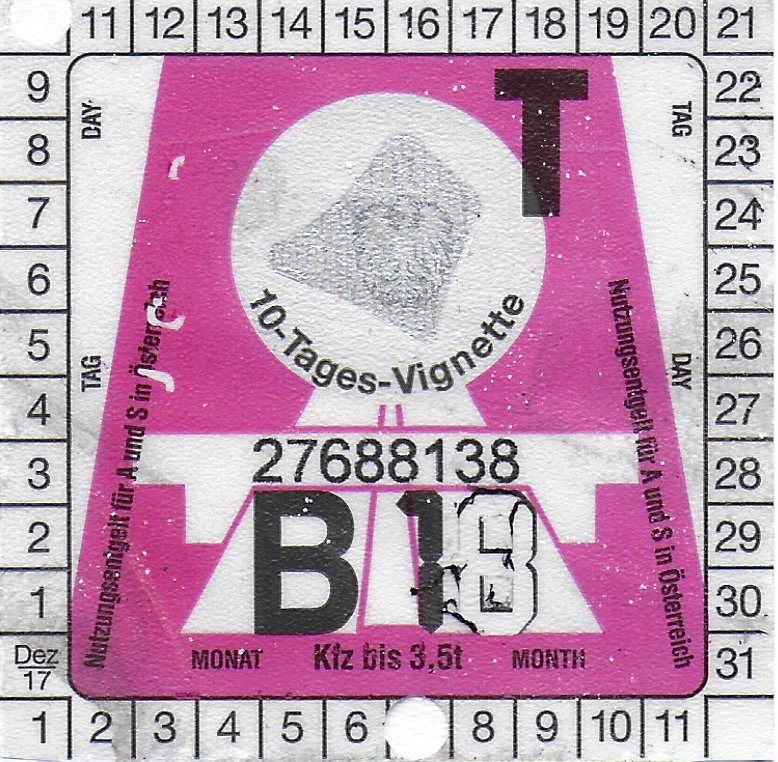 11 12 13 14 15 16 17 18 19 20 21
9 22
8 23
7 24
6 25
5 26
4 27
3 28
2 29
1 30
Dez
17
31
1 2 3 4 5 6 8 9 10 11
DAY
TAG
TAG
DAY
T
10-Tages-Vignette
Nutzungsentgelt für A und S in Österreich
Nutzungsentgelt für A und S in Österreich
27688138
B 18
MONAT Kfz bis 3,5t MONTH